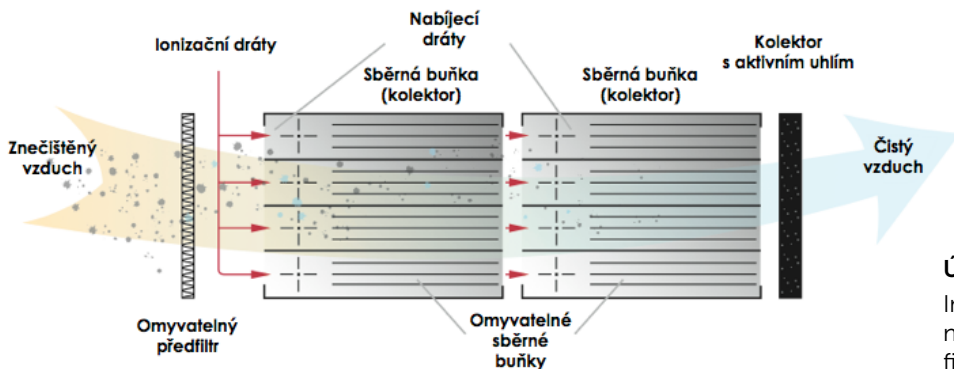 Nabíjecí
dráty
Ionizační dráty
Kolektor
s aktivním uhlím
Sběrná buňka
(kolektor)
Sběrná buňka
(kolektor)
Znečištěný
vzduch
Čistý
vzduch
Omyvatelný
předfiltr
Omyvatelné
sběrné
buňky